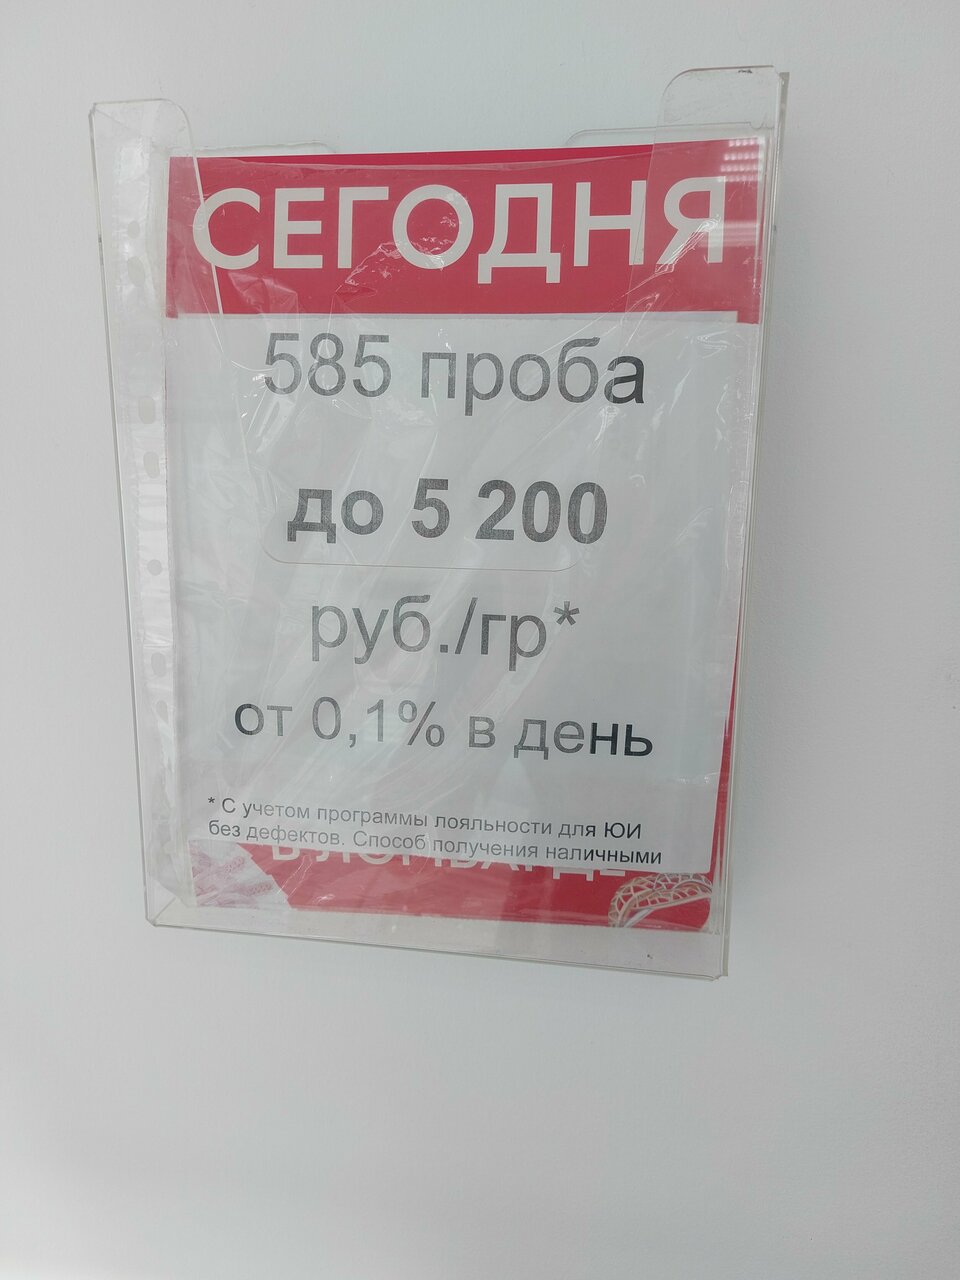 СЕГОДНЯ
585 проба
до 5 200
руб./гр*
от 0,1% в день
* С учетом программы лояльности для ЮИ
без дефектов. Способ получения наличными